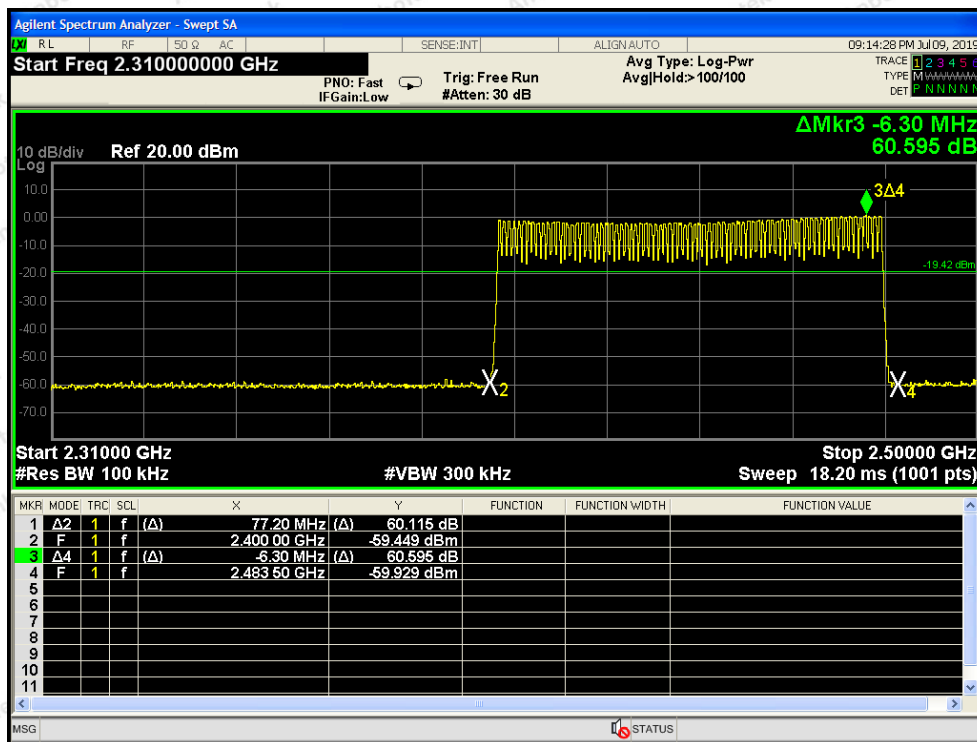 Agilent Spectrum Analyzer - Swept SA
LXI RL RF 50 Ω AC SENSE:INT ALIGN AUTO 09:14:28 PM Jul 09, 2019
Start Freq 2.310000000 GHz
PNO: Fast
IFGain:Low
Trig: Free Run
#Atten: 30 dB
Avg Type: Log-Pwr
Avg|Hold:>100/100
TRACE 1 2 3 4 5 6
TYPE M
DET P N N N N N
ΔMkr3 -6.30 MHz
60.595 dB
10 dB/div Ref 20.00 dBm
Log
10.0
0.00
-10.0
-20.0
-30.0
-40.0
-50.0
-60.0
-70.0
3Δ4
-19.42 dBm
2
4
Start 2.31000 GHz Stop 2.50000 GHz
#Res BW 100 kHz #VBW 300 kHz Sweep 18.20 ms (1001 pts)
MKR MODE TRC SCL X Y FUNCTION FUNCTION WIDTH FUNCTION VALUE
1 Δ2 1 f (Δ) 77.20 MHz (Δ) 60.115 dB
2 F 1 f 2.400 00 GHz -59.449 dBm
3 Δ4 1 f (Δ) -6.30 MHz (Δ) 60.595 dB
4 F 1 f 2.483 50 GHz -59.929 dBm
5
6
7
8
9
10
11
MSG STATUS